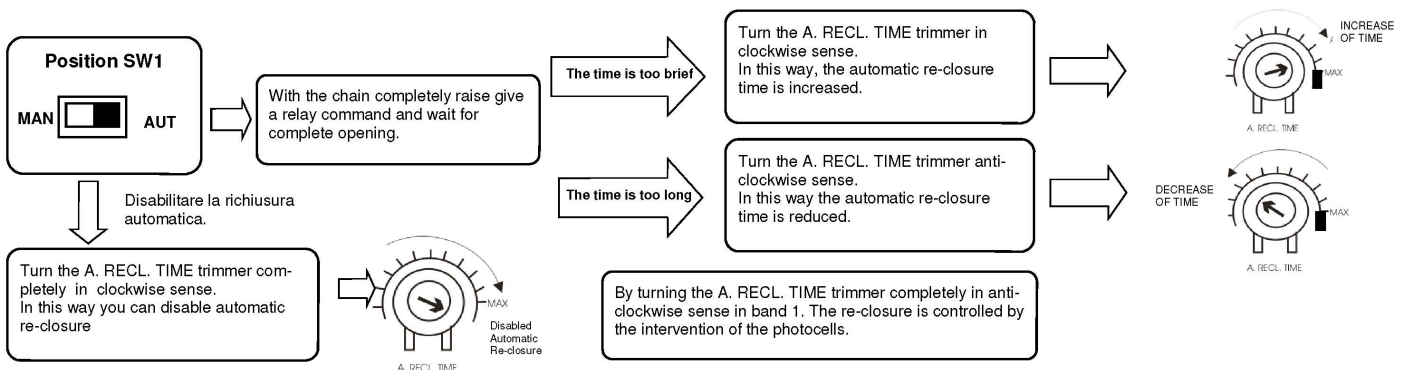 Position SW1
MAN
AUT
With the chain completely raise give
a relay command and wait for
complete opening.
The time is too brief
Turn the A. RECL. TIME trimmer in
clockwise sense.
In this way, the automatic re-closure
time is increased.
INCREASE
OF TIME
MAX
A. RECL. TIME
The time is too long
Turn the A. RECL. TIME trimmer anti-
clockwise sense.
In this way the automatic re-closure
time is reduced.
DECREASE
OF TIME
MAX
A. RECL. TIME
Disabilitare la richiusura
automatica.
Turn the A. RECL. TIME trimmer com-
pletely in clockwise sense.
In this way you can disable automatic
re-closure
MAX
Disabled
Automatic
Re-closure
A. RECL. TIME
By turning the A. RECL. TIME trimmer completely in anti-
clockwise sense in band 1. The re-closure is controlled by
the intervention of the photocells.